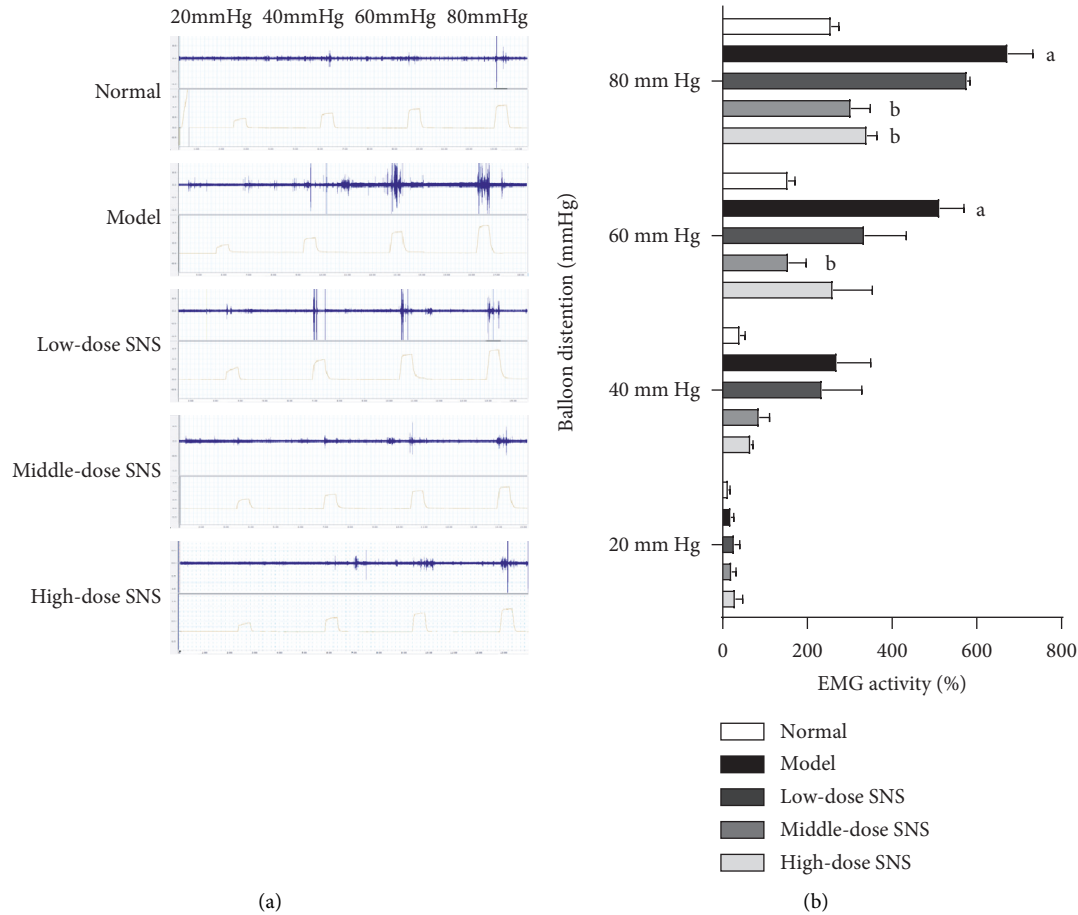 20mmHg 40mmHg 60mmHg 80mmHg
Normal
Model
Low-dose SNS
Middle-dose SNS
High-dose SNS
(a)
Balloon distention (mmHg)
80 mm Hg
60 mm Hg
40 mm Hg
20 mm Hg
a
b
b
a
b
0 200 400 600 800
EMG activity (%)
Normal
Model
Low-dose SNS
Middle-dose SNS
High-dose SNS
(b)